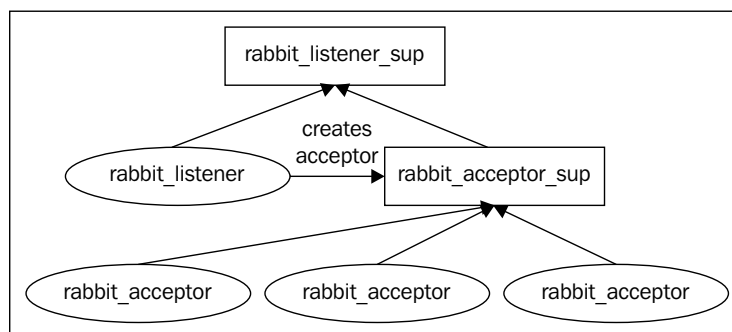 rabbit_listener_sup
creates
acceptor
rabbit_listener
rabbit_acceptor_sup
rabbit_acceptor
rabbit_acceptor
rabbit_acceptor